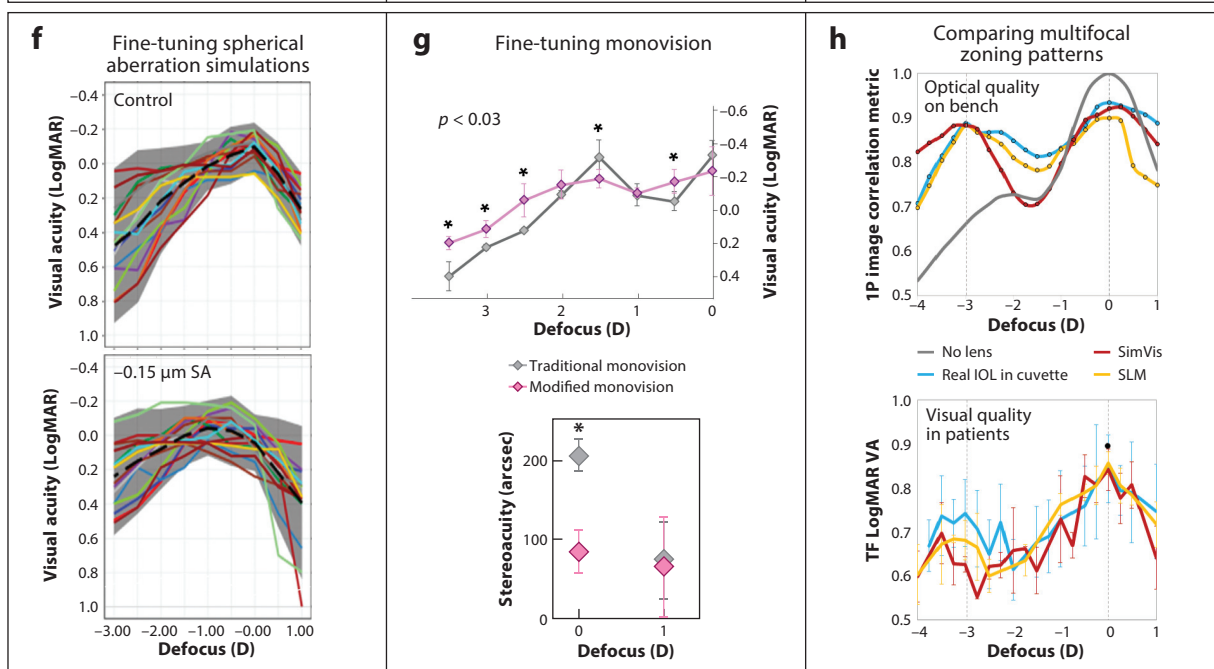 f
Fine-tuning spherical
aberration simulations
Control
Visual acuity (LogMAR)
−0.4
−0.2
0.0
0.2
0.4
0.6
0.8
1.0
−0.15 μm SA
Visual acuity (LogMAR)
−0.4
−0.2
0.0
0.2
0.4
0.6
0.8
1.0
−3.00 −2.00 −1.00 −0.00 1.00
Defocus (D)
g
Fine-tuning monovision
p < 0.03
* * * * *
−0.6
−0.4
−0.2
0.0
0.2
0.4
Visual acuity (LogMAR)
3 2 1 0
Defocus (D)
Traditional monovision
Modified monovision
*
Stereoacuity (arcsec)
200
100
0
0 1
Defocus (D)
h
Comparing multifocal
zoning patterns
Optical quality
on bench
1P image correlation metric
1.0
0.9
0.8
0.7
0.6
0.5
−4 −3 −2 −1 0 1
Defocus (D)
No lens
SimVis
Real IOL in cuvette
SLM
Visual quality
in patients
TF LogMAR VA
1.0
0.9
0.8
0.7
0.6
0.5
−4 −3 −2 −1 0 1
Defocus (D)